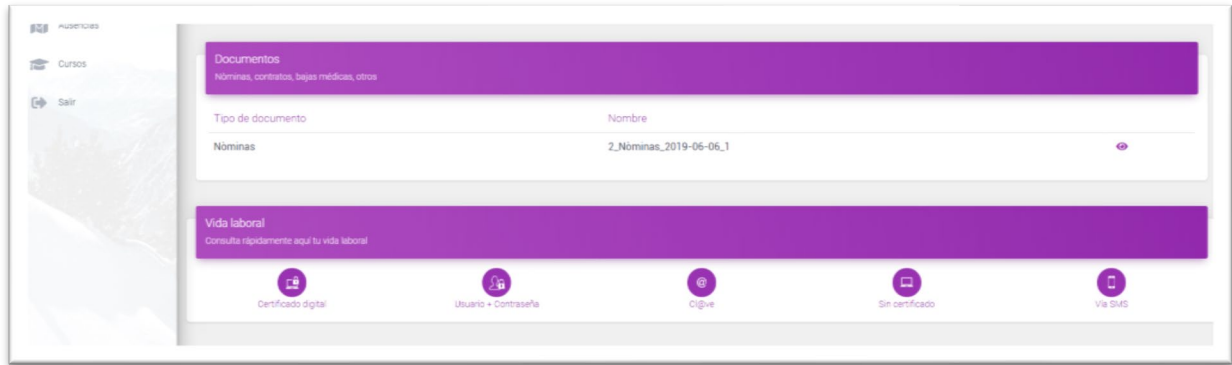 Ausencias
Cursos
Salir
Documentos
Nóminas, contratos, bajas médicas, otros
Tipo de documento Nombre
Nóminas 2_Nóminas_2019-06-06_1
Vida laboral
Consulta rápidamente aquí tu vida laboral
Certificado digital Usuario + Contraseña Cl@ve Sin certificado Vía SMS